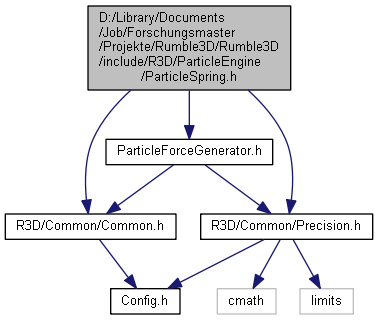 D:/Library/Documents
/Job/Forschungsmaster
/Projekte/Rumble3D/Rumble3D
/include/R3D/ParticleEngine
/ParticleSpring.h
ParticleForceGenerator.h
R3D/Common/Common.h
R3D/Common/Precision.h
Config.h
cmath
limits